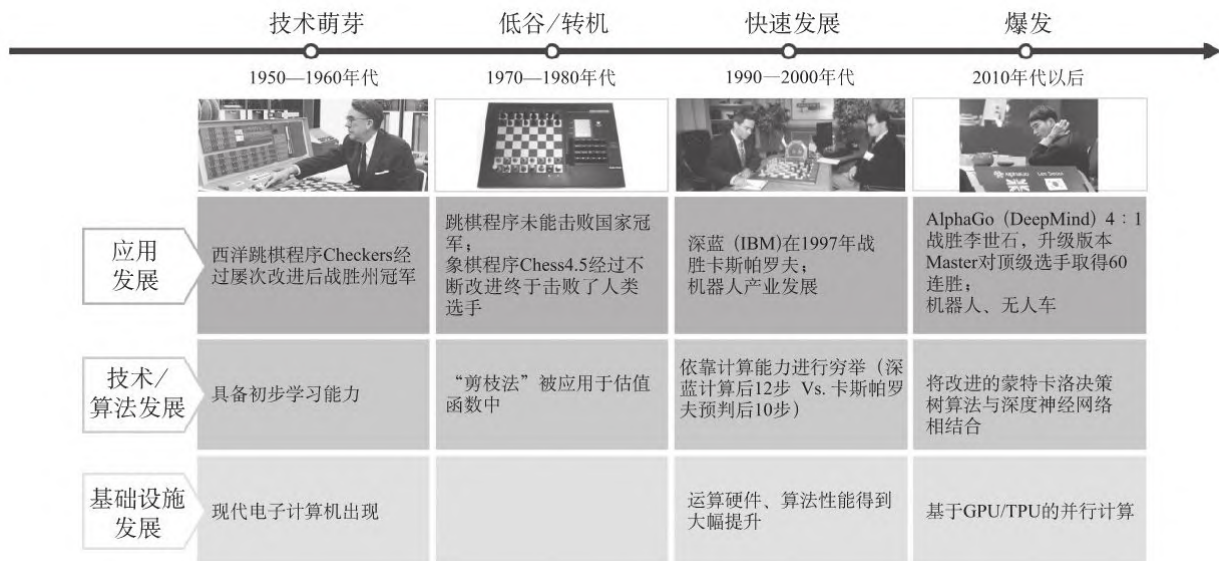 技术萌芽
低谷/转机
快速发展
爆发
1950—1960年代
1970—1980年代
1990—2000年代
2010年代以后
应用
发展
西洋跳棋程序Checkers经
过屡次改进后战胜州冠军
跳棋程序未能击败国家冠
军；
象棋程序Chess4.5经过不
断改进终于击败了人类
选手
深蓝 (IBM)在1997年战
胜卡斯帕罗夫；
机器人产业发展
AlphaGo (DeepMind) 4∶1
战胜李世石，升级版本
Master对顶级选手取得60
连胜；
机器人、无人车
技术/
算法发展
具备初步学习能力
“剪枝法”被应用于估值
函数中
依靠计算能力进行穷举（深
蓝计算后12步 Vs. 卡斯帕罗
夫预判后10步）
将改进的蒙特卡洛决策
树算法与深度神经网络
相结合
基础设施
发展
现代电子计算机出现
运算硬件、算法性能得到
大幅提升
基于GPU/TPU的并行计算